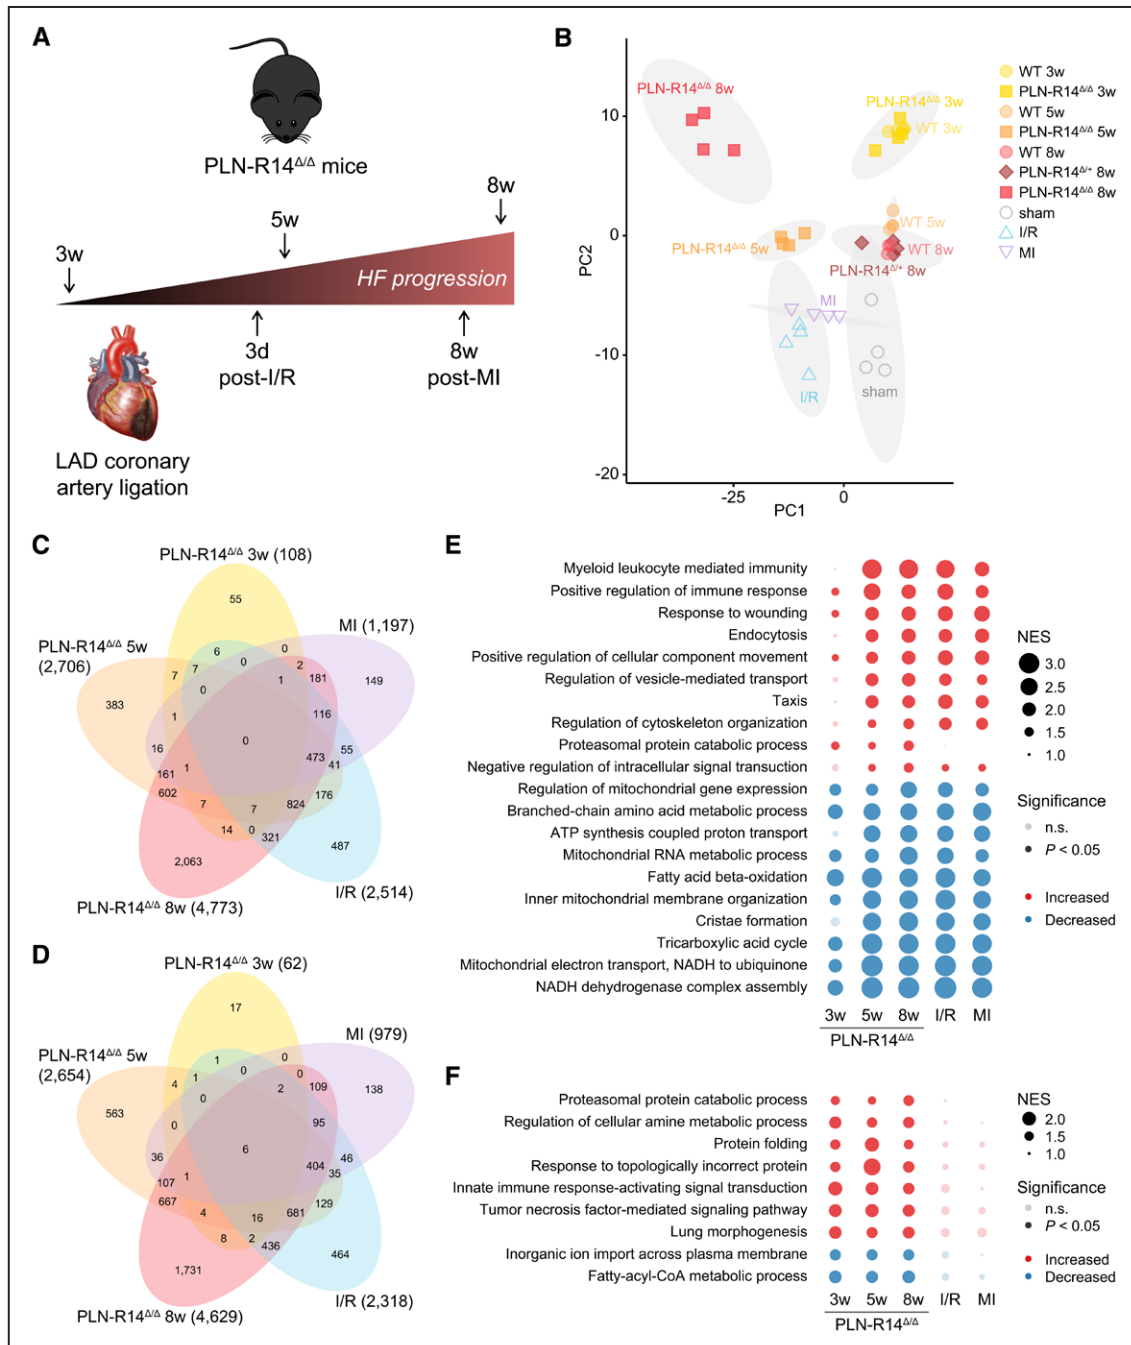 A
PLN-R14Δ/Δ mice
3w
5w
8w
HF progression
3d
post-I/R
8w
post-MI
LAD coronary
artery ligation
B
PLN-R14Δ/Δ 8w
PLN-R14Δ/Δ 3w
WT 3w
WT 5w
PLN-R14Δ/Δ 5w
WT 8w
PLN-R14Δ/+ 8w
MI
I/R
sham
10
0
-10
-20
PC2
-25
0
PC1
WT 3w
PLN-R14Δ/Δ 3w
WT 5w
PLN-R14Δ/Δ 5w
WT 8w
PLN-R14Δ/+ 8w
PLN-R14Δ/Δ 8w
sham
I/R
MI
C
PLN-R14Δ/Δ 3w (108)
MI (1,197)
PLN-R14Δ/Δ 5w
(2,706)
PLN-R14Δ/Δ 8w (4,773)
I/R (2,514)
55
6
0
0
2
7
7
0
1
181
149
383
1
116
16
0
55
161
1
473
41
602
7
7
824
176
14
0
321
487
2,063
D
PLN-R14Δ/Δ 3w (62)
MI (979)
PLN-R14Δ/Δ 5w
(2,654)
PLN-R14Δ/Δ 8w (4,629)
I/R (2,318)
17
1
0
0
0
4
1
0
2
109
138
563
0
95
36
6
46
107
1
404
35
667
4
16
681
129
8
2
436
464
1,731
E
Myeloid leukocyte mediated immunity
Positive regulation of immune response
Response to wounding
Endocytosis
Positive regulation of cellular component movement
Regulation of vesicle-mediated transport
Taxis
Regulation of cytoskeleton organization
Proteasomal protein catabolic process
Negative regulation of intracellular signal transuction
Regulation of mitochondrial gene expression
Branched-chain amino acid metabolic process
ATP synthesis coupled proton transport
Mitochondrial RNA metabolic process
Fatty acid beta-oxidation
Inner mitochondrial membrane organization
Cristae formation
Tricarboxylic acid cycle
Mitochondrial electron transport, NADH to ubiquinone
NADH dehydrogenase complex assembly
3w 5w 8w I/R MI
PLN-R14Δ/Δ
NES
3.0
2.5
2.0
1.5
1.0
Significance
n.s.
P < 0.05
Increased
Decreased
F
Proteasomal protein catabolic process
Regulation of cellular amine metabolic process
Protein folding
Response to topologically incorrect protein
Innate immune response-activating signal transduction
Tumor necrosis factor-mediated signaling pathway
Lung morphogenesis
Inorganic ion import across plasma membrane
Fatty-acyl-CoA metabolic process
3w 5w 8w I/R MI
PLN-R14Δ/Δ
NES
2.0
1.5
1.0
Significance
n.s.
P < 0.05
Increased
Decreased